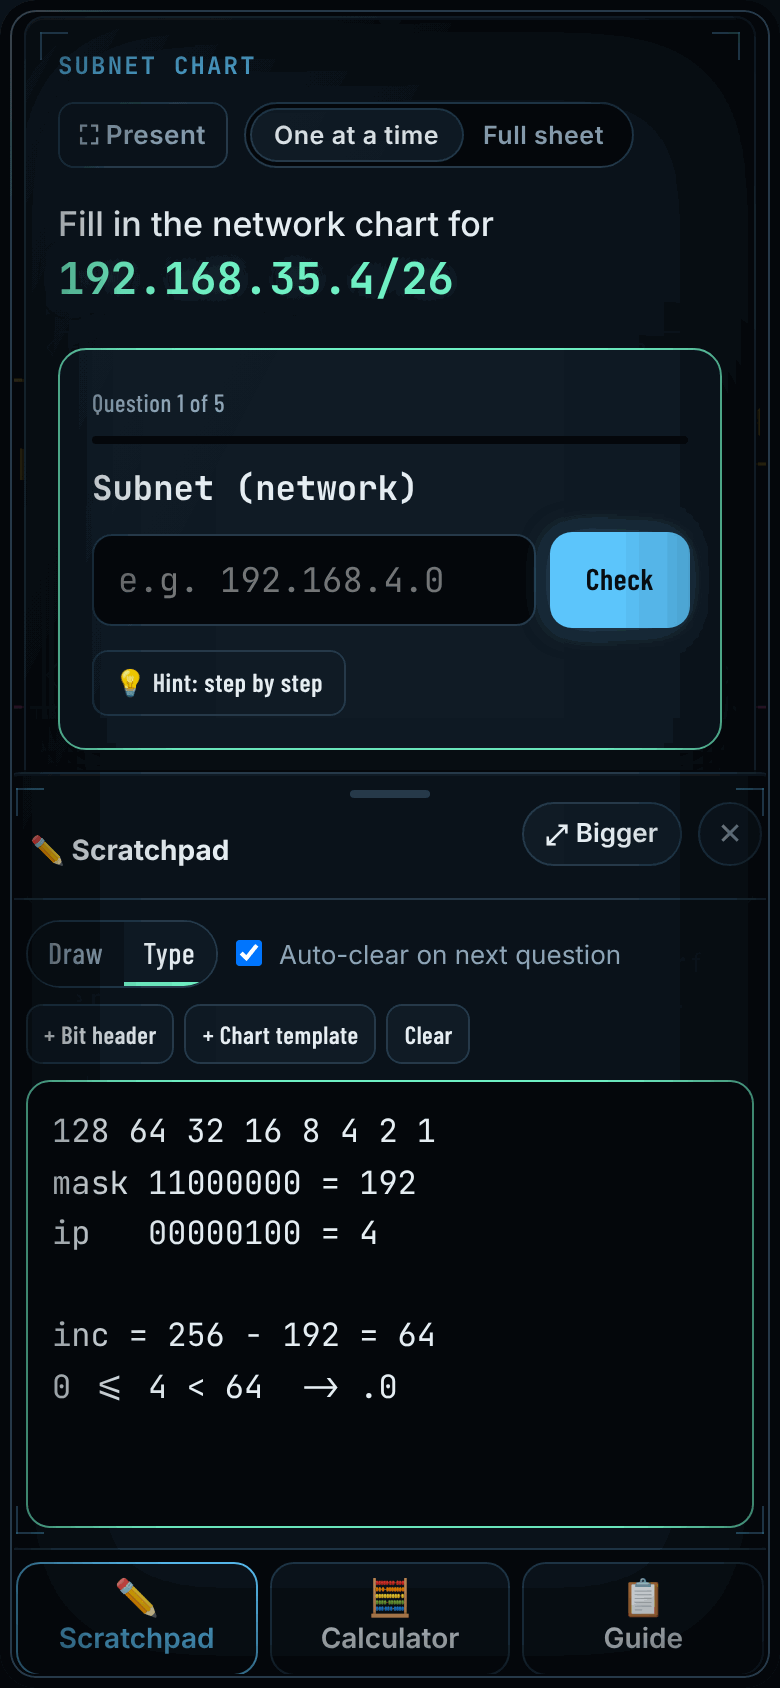 SUBNET CHART
Present
One at a time
Full sheet
Fill in the network chart for
192.168.35.4/26
Question 1 of 5
Subnet (network)
e.g. 192.168.4.0
Check
💡 Hint: step by step
✏️ Scratchpad
⤢ Bigger
✕
Draw
Type
Auto-clear on next question
+ Bit header
+ Chart template
Clear
128 64 32 16 8 4 2 1
mask 11000000 = 192
ip   00000100 = 4
inc = 256 - 192 = 64
0 ≤ 4 < 64  → .0
Scratchpad
Calculator
Guide